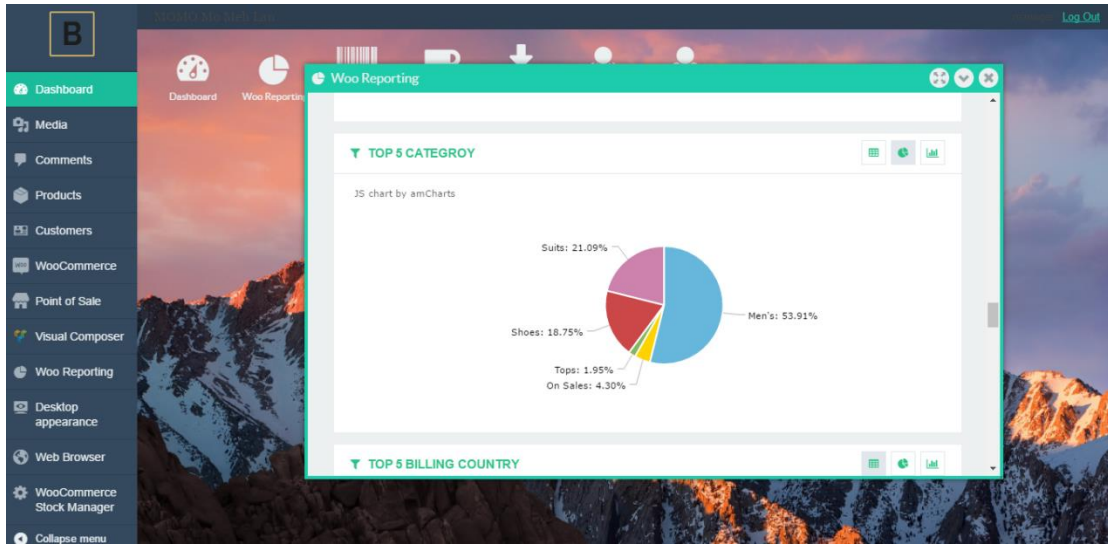 B
Log Out
Dashboard
Media
Comments
Products
Customers
WooCommerce
Point of Sale
Visual Composer
Woo Reporting
Desktop
appearance
Web Browser
WooCommerce
Stock Manager
Collapse menu
Dashboard
Woo Reporting
TOP 5 CATEGROY
JS chart by amCharts
Suits: 21.09%
Men's: 53.91%
Shoes: 18.75%
Tops: 1.95%
On Sales: 4.30%
TOP 5 BILLING COUNTRY